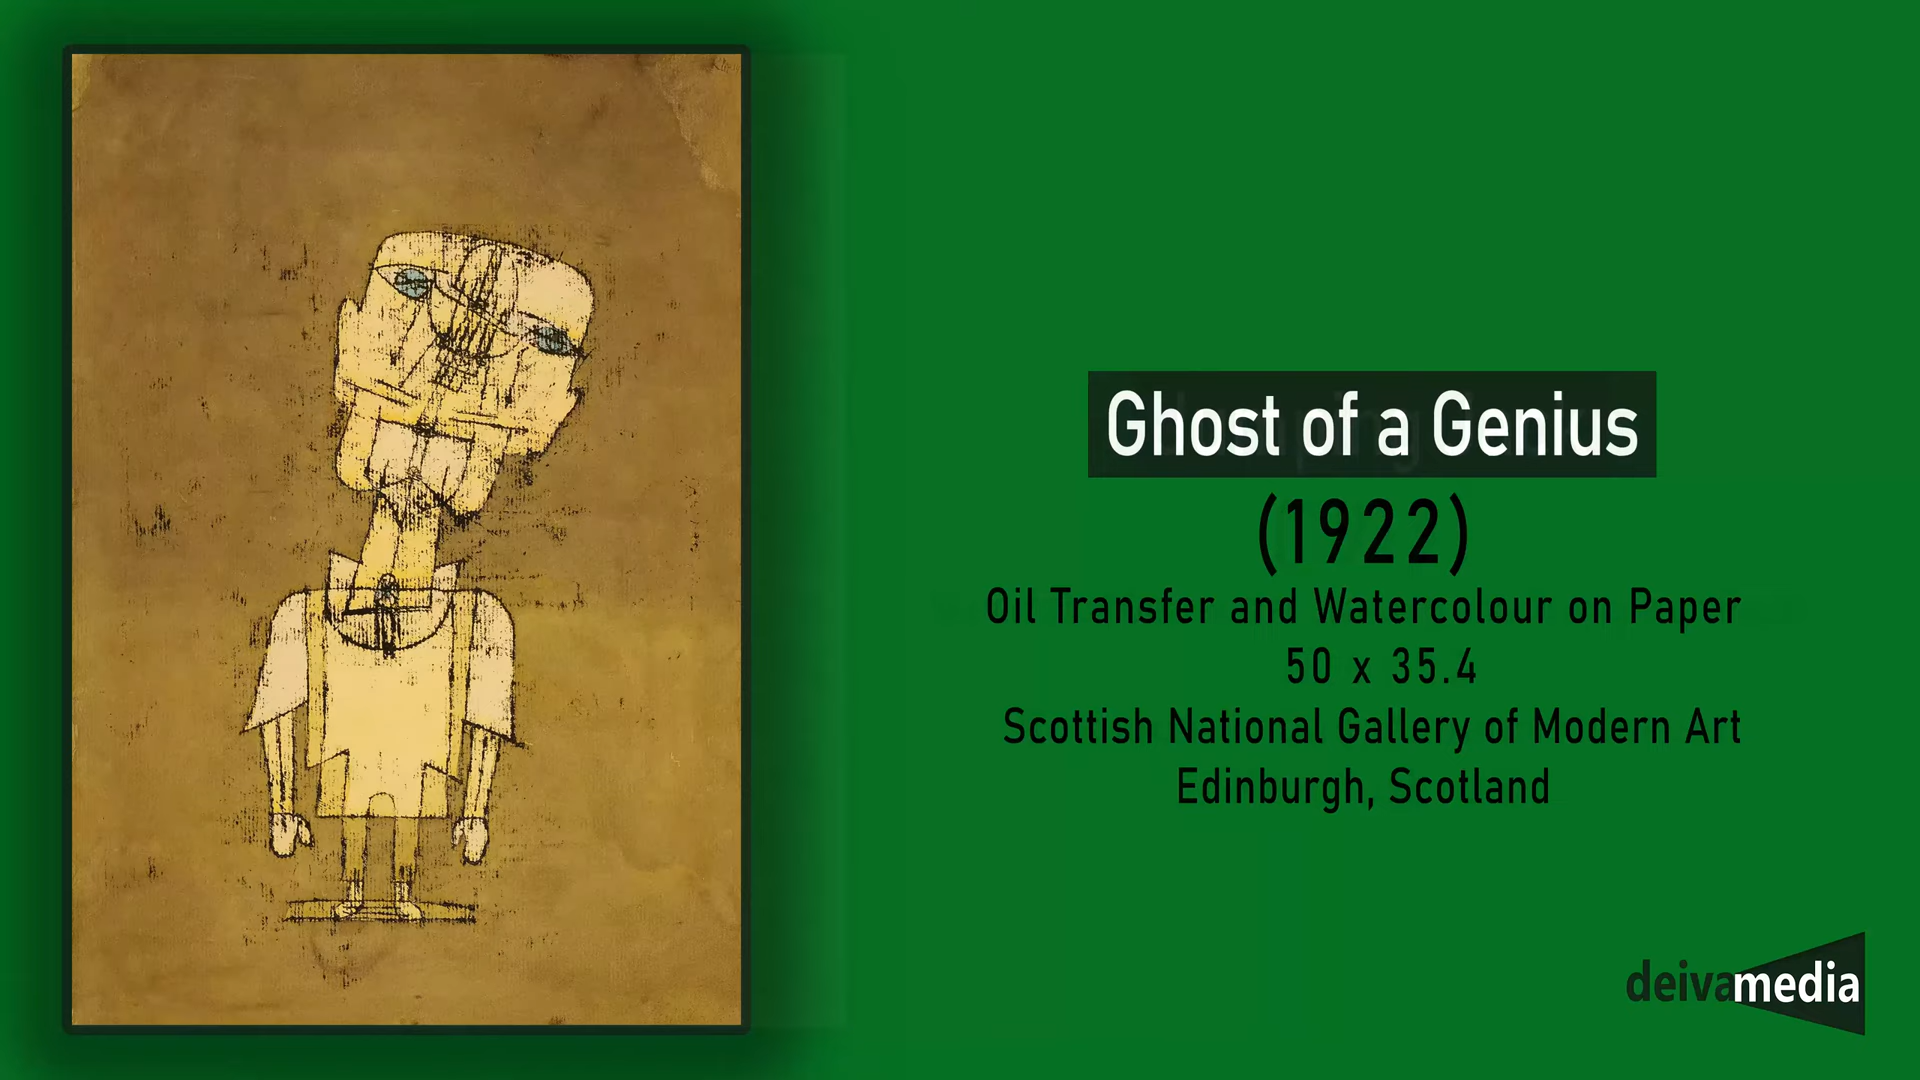 Ghost of a Genius
(1922)
Oil Transfer and Watercolour on Paper
50 x 35.4
Scottish National Gallery of Modern Art
Edinburgh, Scotland
deivamedia